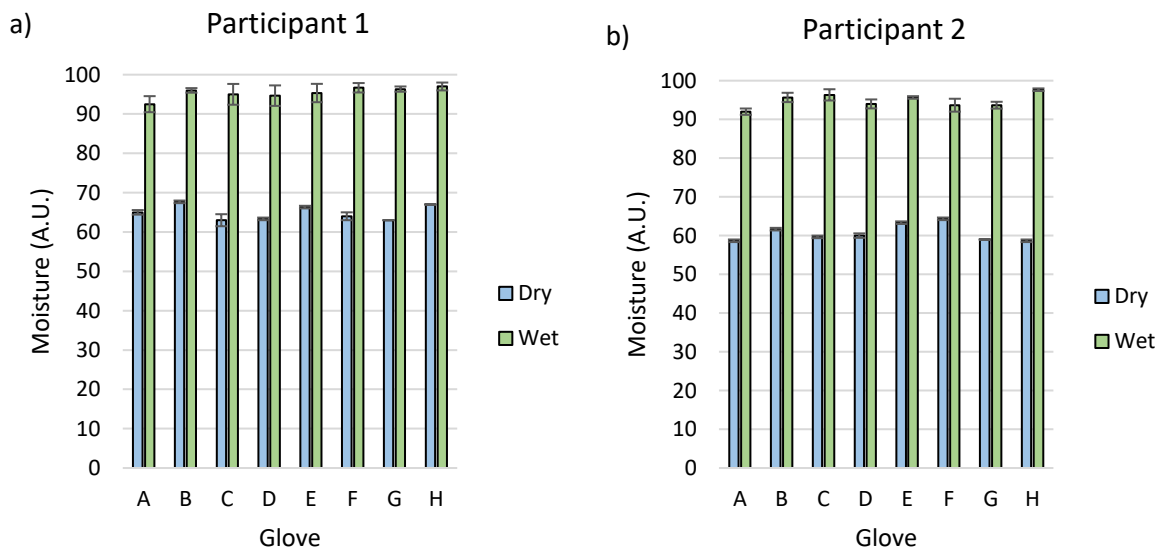 a)
Participant 1
100
90
80
70
60
50
40
30
20
10
0
Moisture (A.U.)
A B C D E F G H
Glove
Dry
Wet
b)
Participant 2
100
90
80
70
60
50
40
30
20
10
0
Moisture (A.U.)
A B C D E F G H
Glove
Dry
Wet